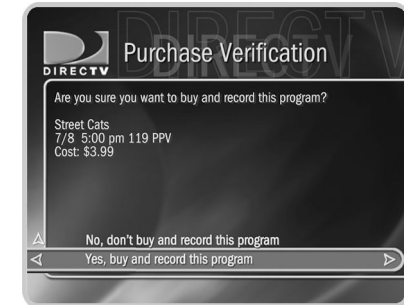 DIRECTV
DIRECTV
Purchase Verification
Are you sure you want to buy and record this program?
Street Cats
7/8 5:00 pm 119 PPV
Cost: $3.99
No, don't buy and record this program
Yes, buy and record this program